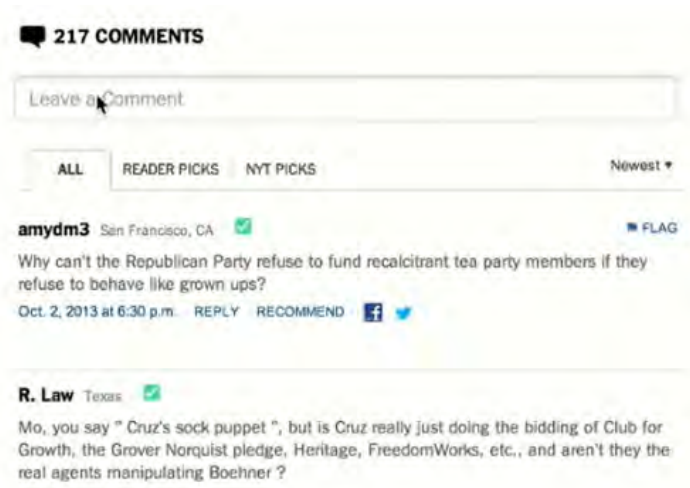 217 COMMENTS
Leave a Comment
ALL READER PICKS NYT PICKS Newest
amydm3 San Francisco, CA FLAG
Why can't the Republican Party refuse to fund recalcitrant tea party members if they
refuse to behave like grown ups?
Oct. 2, 2013 at 6:30 p.m. REPLY RECOMMEND f
R. Law Texas
Mo, you say " Cruz's sock puppet ", but is Cruz really just doing the bidding of Club for
Growth, the Grover Norquist pledge, Heritage, FreedomWorks, etc., and aren't they the
real agents manipulating Boehner ?